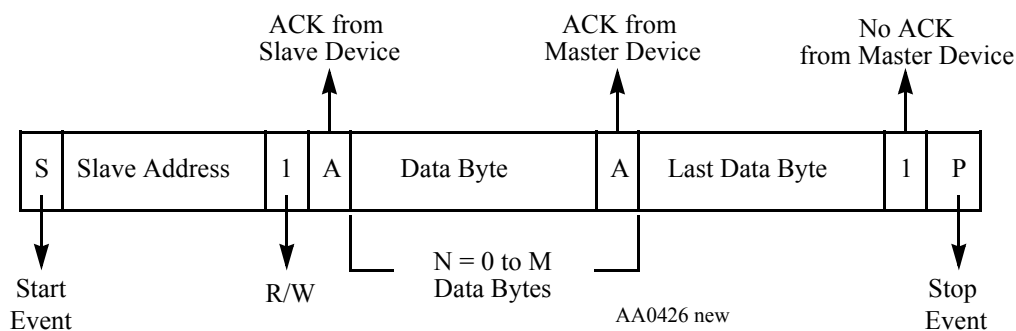 ACK from
Slave Device
ACK from
Master Device
No ACK
from Master Device
S Slave Address 1 A Data Byte A Last Data Byte 1 P
Start
Event
R/W
N = 0 to M
Data Bytes
AA0426 new
Stop
Event